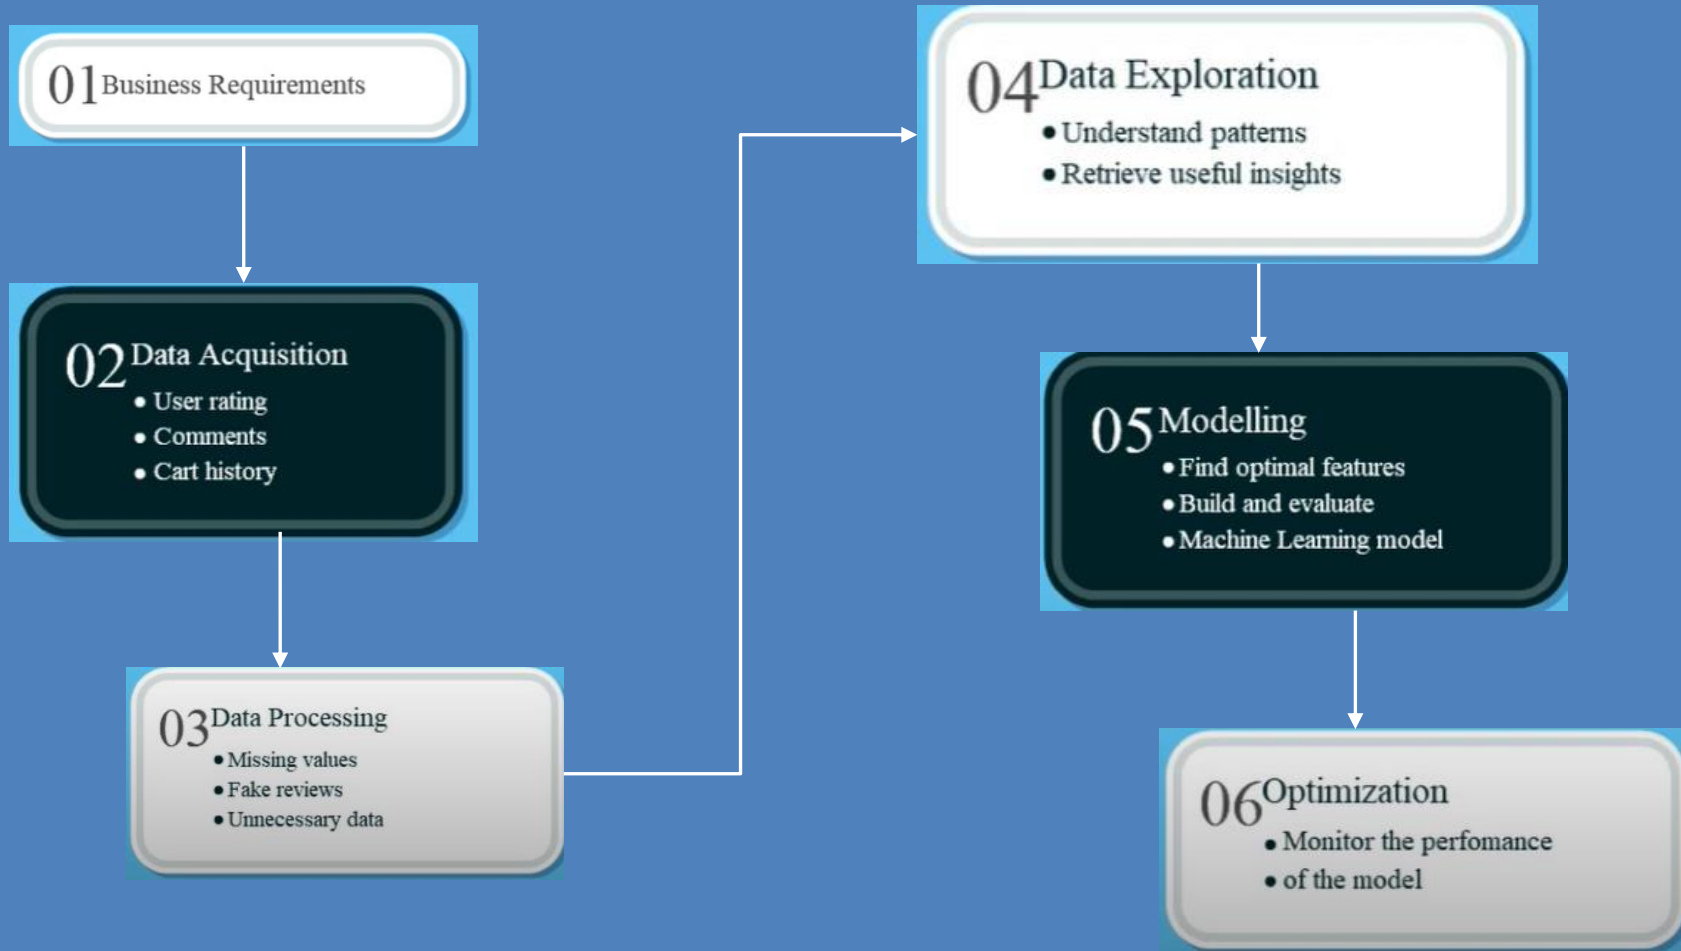 01 Business Requirements
02 Data Acquisition
• User rating
• Comments
• Cart history
03 Data Processing
• Missing values
• Fake reviews
• Unnecessary data
04 Data Exploration
• Understand patterns
• Retrieve useful insights
05 Modelling
• Find optimal features
• Build and evaluate
• Machine Learning model
06 Optimization
• Monitor the perfomance
• of the model